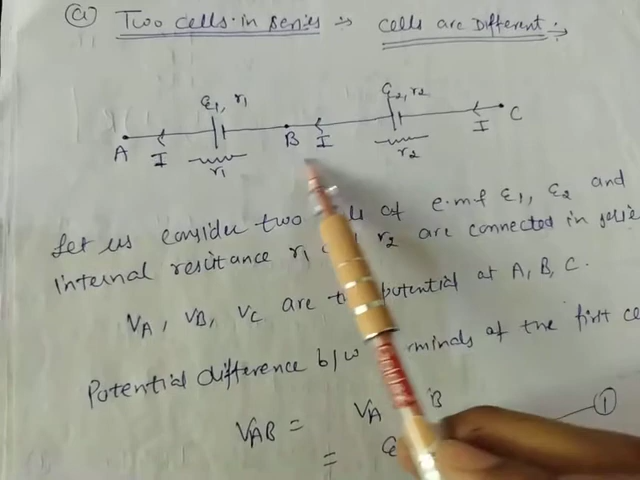 (a) Two cells in series → cells are Different :→
ε1, r1 ε2, r2
A I B I I C
r1 r2
Let us consider two of e.m.f ε1, ε2 and
internal resistance r1 r2 are connected in
VA, VB, VC are the potential at A, B, C.
Potential difference b/w of the first
VAB = VA B ①
= ε